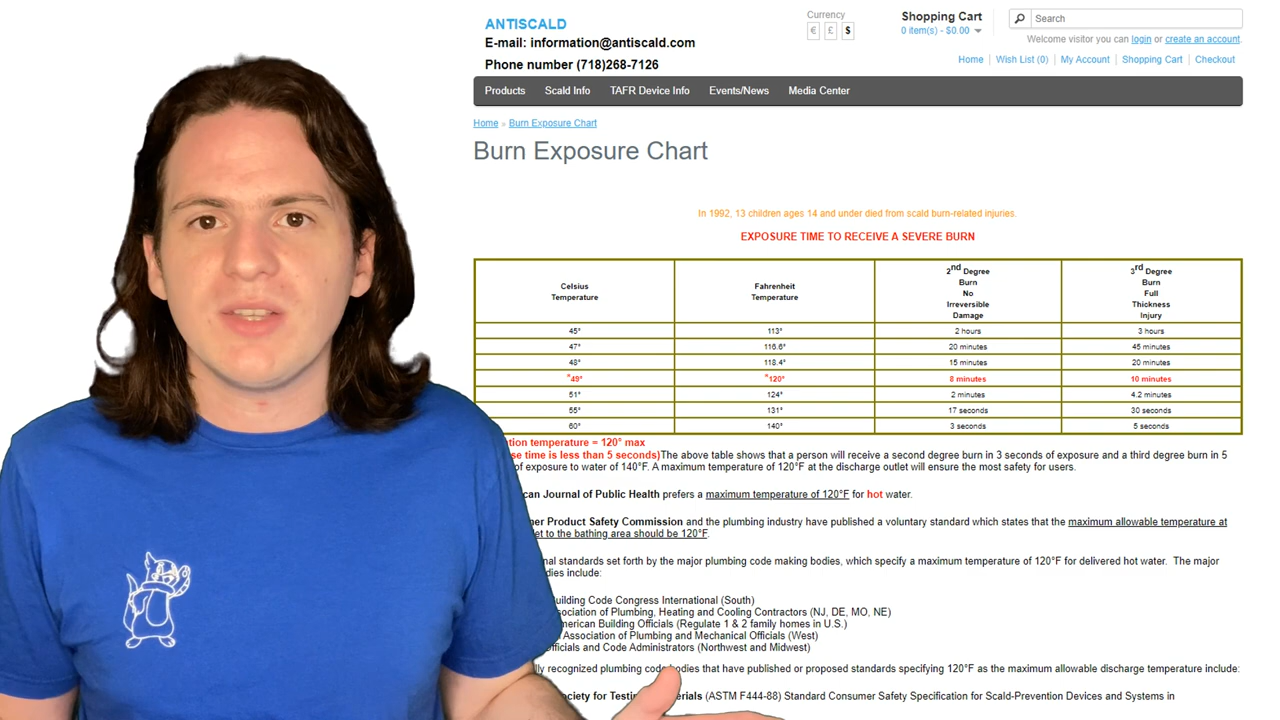 ANTISCALD
E-mail: information@antiscald.com
Phone number (718)268-7126
Currency
€ £ $
Shopping Cart
0 item(s) - $0.00
Search
Welcome visitor you can login or create an account.
Home Wish List (0) My Account Shopping Cart Checkout
Products Scald Info TAFR Device Info Events/News Media Center
Home » Burn Exposure Chart
Burn Exposure Chart
In 1992, 13 children ages 14 and under died from scald burn-related injuries.
EXPOSURE TIME TO RECEIVE A SEVERE BURN
Celsius
Temperature
Fahrenheit
Temperature
2nd Degree
Burn
No
Irreversible
Damage
3rd Degree
Burn
Full
Thickness
Injury
45° 113° 2 hours 3 hours
47° 116.6° 20 minutes 45 minutes
48° 118.4° 15 minutes 20 minutes
*49° *120° 8 minutes 10 minutes
51° 124° 2 minutes 4.2 minutes
55° 131° 17 seconds 30 seconds
60° 140° 3 seconds 5 seconds
temperature = 120° max
time is less than 5 seconds)The above table shows that a person will receive a second degree burn in 3 seconds of exposure and a third degree burn in 5
of exposure to water of 140°F. A maximum temperature of 120°F at the discharge outlet will ensure the most safety for users.
Journal of Public Health prefers a maximum temperature of 120°F for hot water.
Product Safety Commission and the plumbing industry have published a voluntary standard which states that the maximum allowable temperature at
to the bathing area should be 120°F.
standards set forth by the major plumbing code making bodies, which specify a maximum temperature of 120°F for delivered hot water. The major
include:
Building Code Congress International (South)
of Plumbing, Heating and Cooling Contractors (NJ, DE, MO, NE)
Building Officials (Regulate 1 & 2 family homes in U.S.)
Association of Plumbing and Mechanical Officials (West)
and Code Administrators (Northwest and Midwest)
recognized plumbing code bodies that have published or proposed standards specifying 120°F as the maximum allowable discharge temperature include:
for (ASTM F444-88) Standard Consumer Safety Specification for Scald-Prevention Devices and Systems in